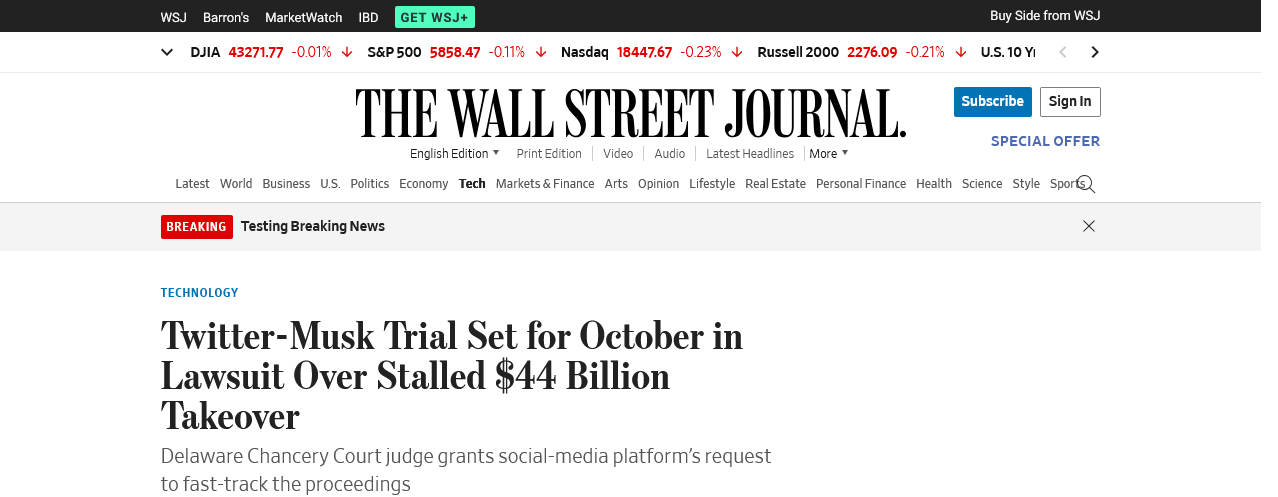 WSJ Barron's MarketWatch IBD GET WSJ+ Buy Side from WSJ
DJIA 43271.77 -0.01% S&P 500 5858.47 -0.11% Nasdaq 18447.67 -0.23% Russell 2000 2276.09 -0.21% U.S. 10 Y
THE WALL STREET JOURNAL.
Subscribe Sign In
SPECIAL OFFER
English Edition Print Edition Video Audio Latest Headlines More
Latest World Business U.S. Politics Economy Tech Markets & Finance Arts Opinion Lifestyle Real Estate Personal Finance Health Science Style Sports
BREAKING Testing Breaking News
TECHNOLOGY
Twitter-Musk Trial Set for October in
Lawsuit Over Stalled $44 Billion
Takeover
Delaware Chancery Court judge grants social-media platform's request
to fast-track the proceedings